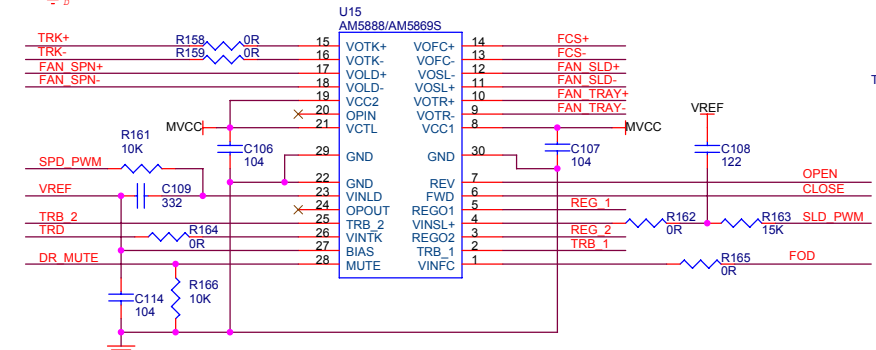 U15
AM5888/AM5869S
TRK+ R158 0R 15 VOTK+ VOFC+ 14 FCS+
TRK- R159 0R 16 VOTK- VOFC- 13 FCS-
FAN_SPN+ 17 VOLD+ VOSL- 12 FAN_SLD+
FAN_SPN- 18 VOLD- VOSL+ 11 FAN_SLD-
19 VCC2 VOTR+ 10 FAN_TRAY+
20 OPIN VOTR- 9 FAN_TRAY-
MVCC 21 VCTL VCC1 8 MVCC
VREF
R161
10K
C106
104
29 GND GND 30
C107
104
C108
122
SPD_PWM 22 GND REV 7 OPEN
VREF C109 23 VINLD FWD 6 CLOSE
332 24 OPOUT REGO1 5 REG_1
TRB_2 25 TRB_2 VINSL+ 4 R162 R163 SLD_PWM
0R 15K
TRD R164 26 VINTK REGO2 3 REG_2
0R 27 BIAS TRB_1 2 TRB_1
DR_MUTE 28 MUTE VINFC 1 R165 FOD
0R
C114
104
R166
10K